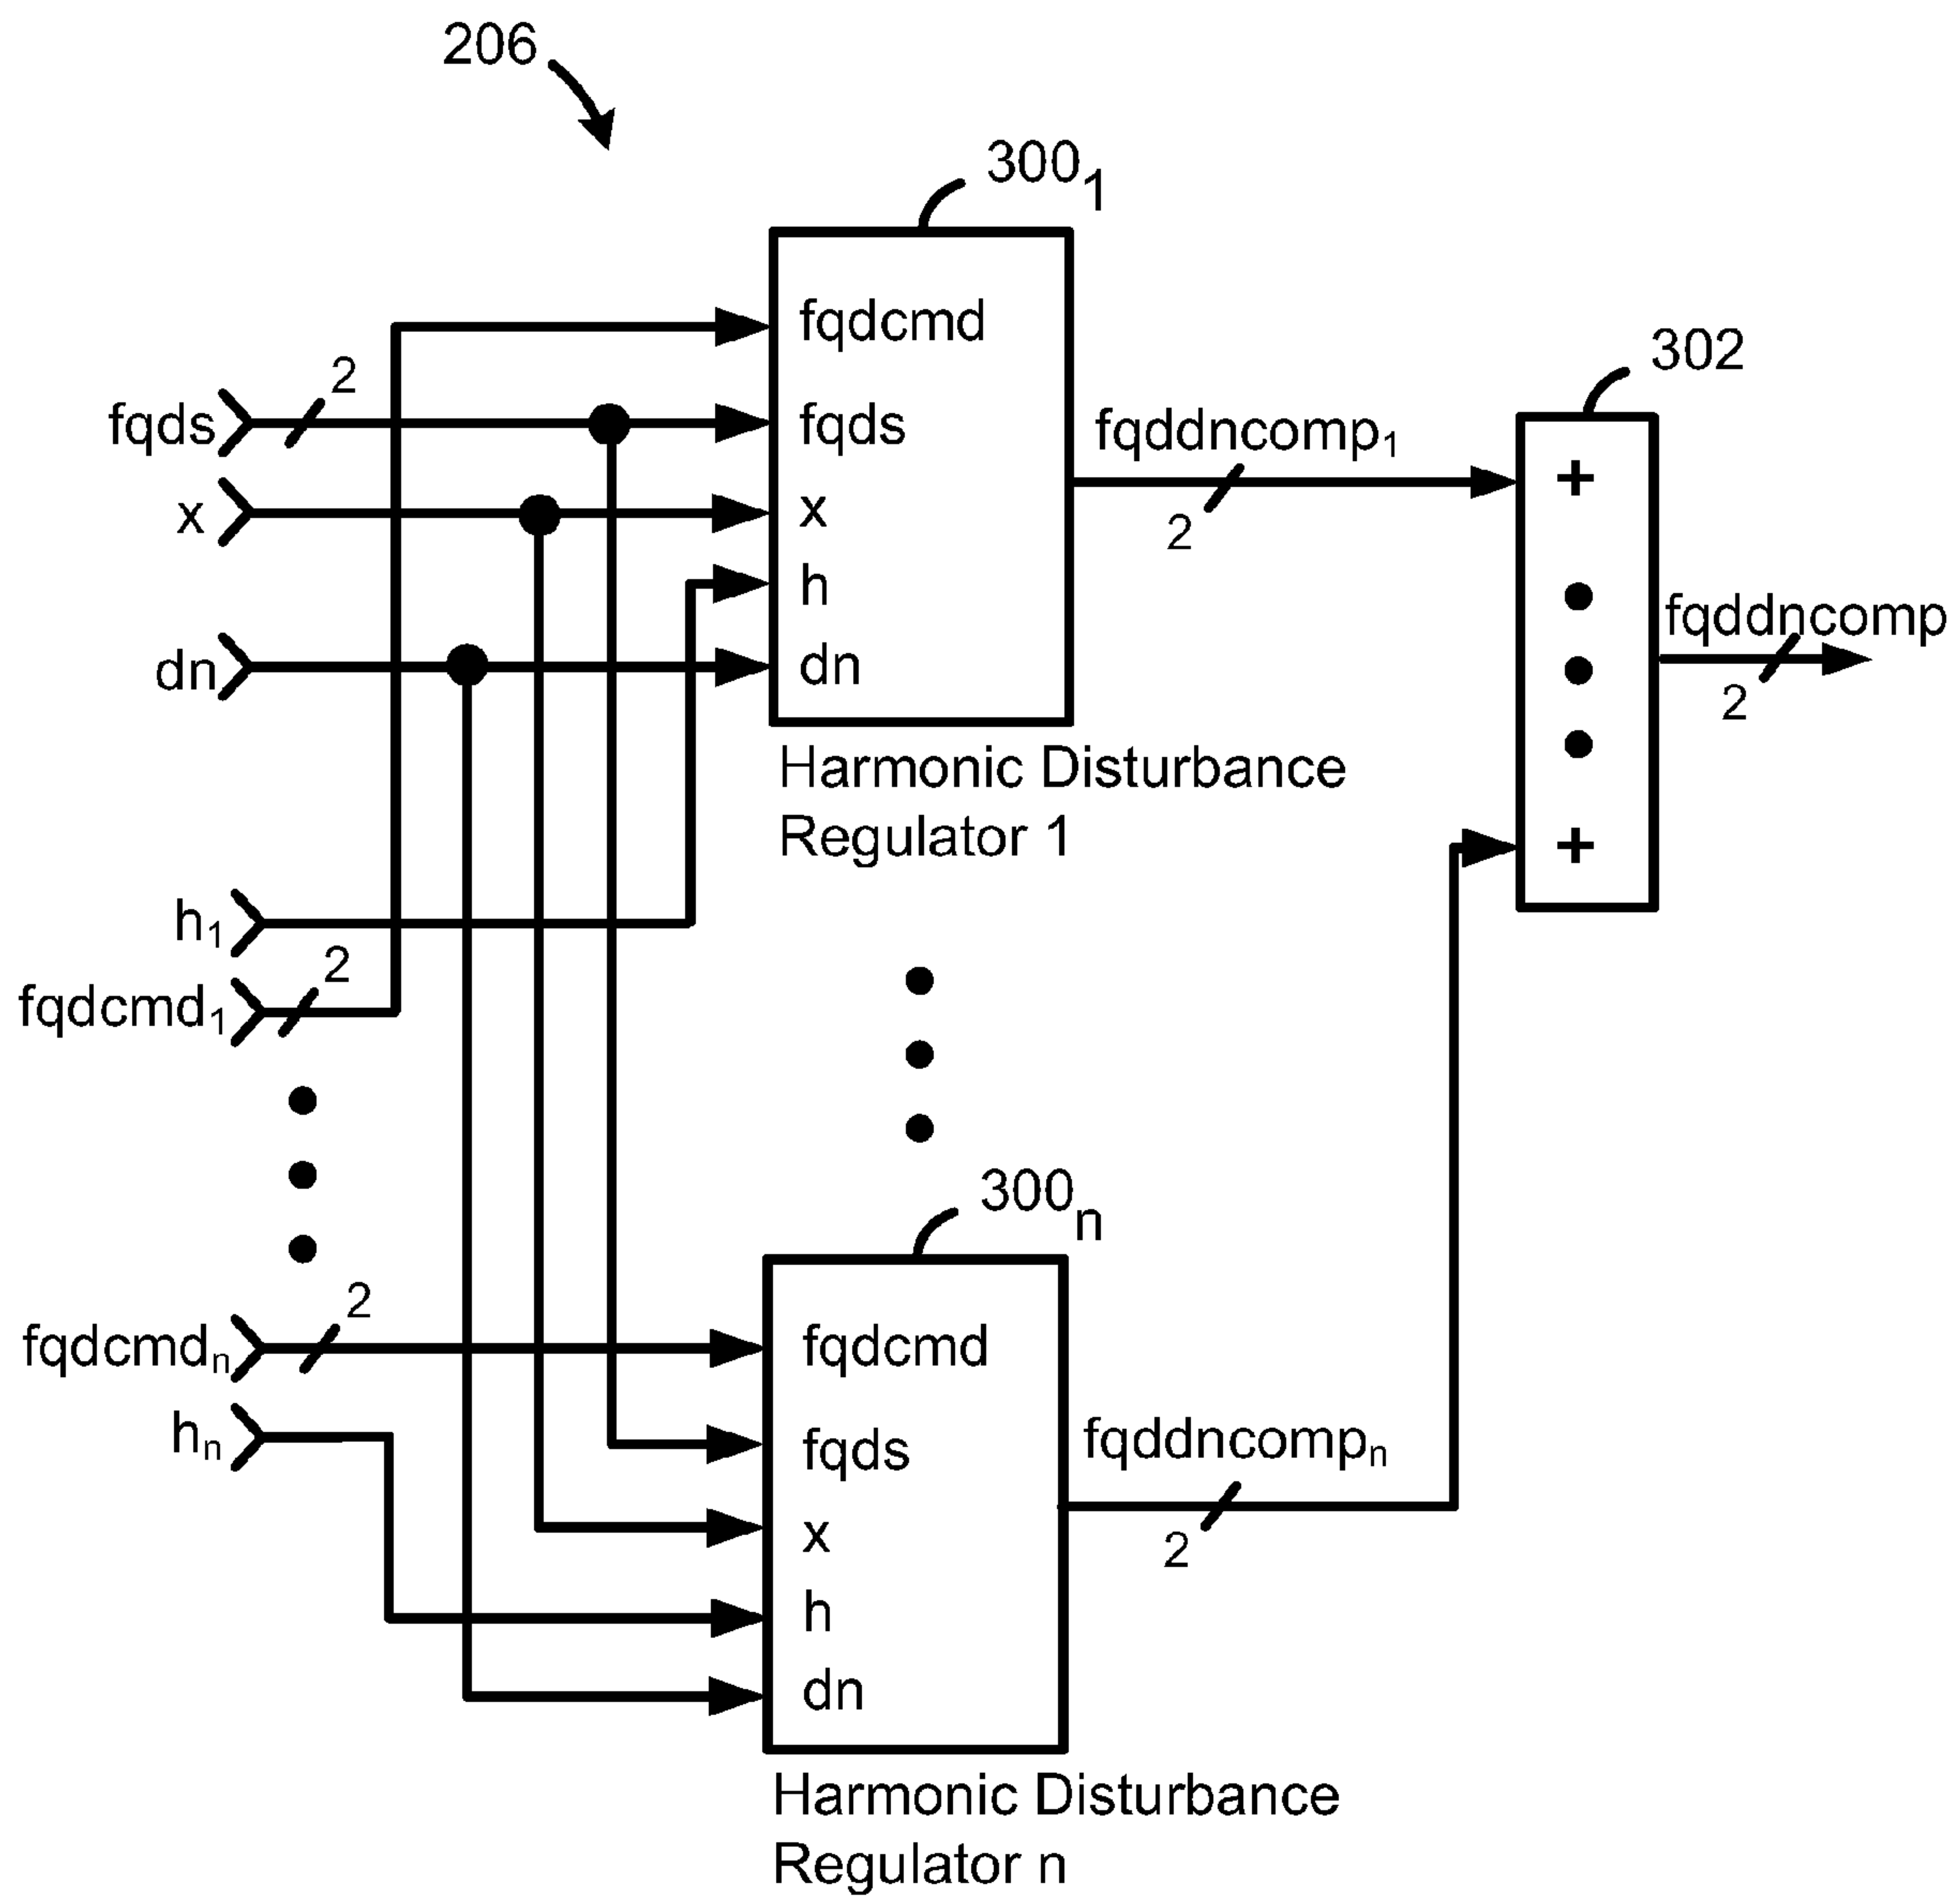 206
300₁
fqdcmd
302
2
fqds
fqds
fqddncomp₁
+
x
x
2
h
fqddncomp
dn
dn
2
Harmonic Disturbance
Regulator 1
+
h₁
2
fqdcmd₁
300ₙ
2
fqdcmdₙ
fqdcmd
hₙ
fqds
fqddncompₙ
x
2
h
dn
Harmonic Disturbance
Regulator n